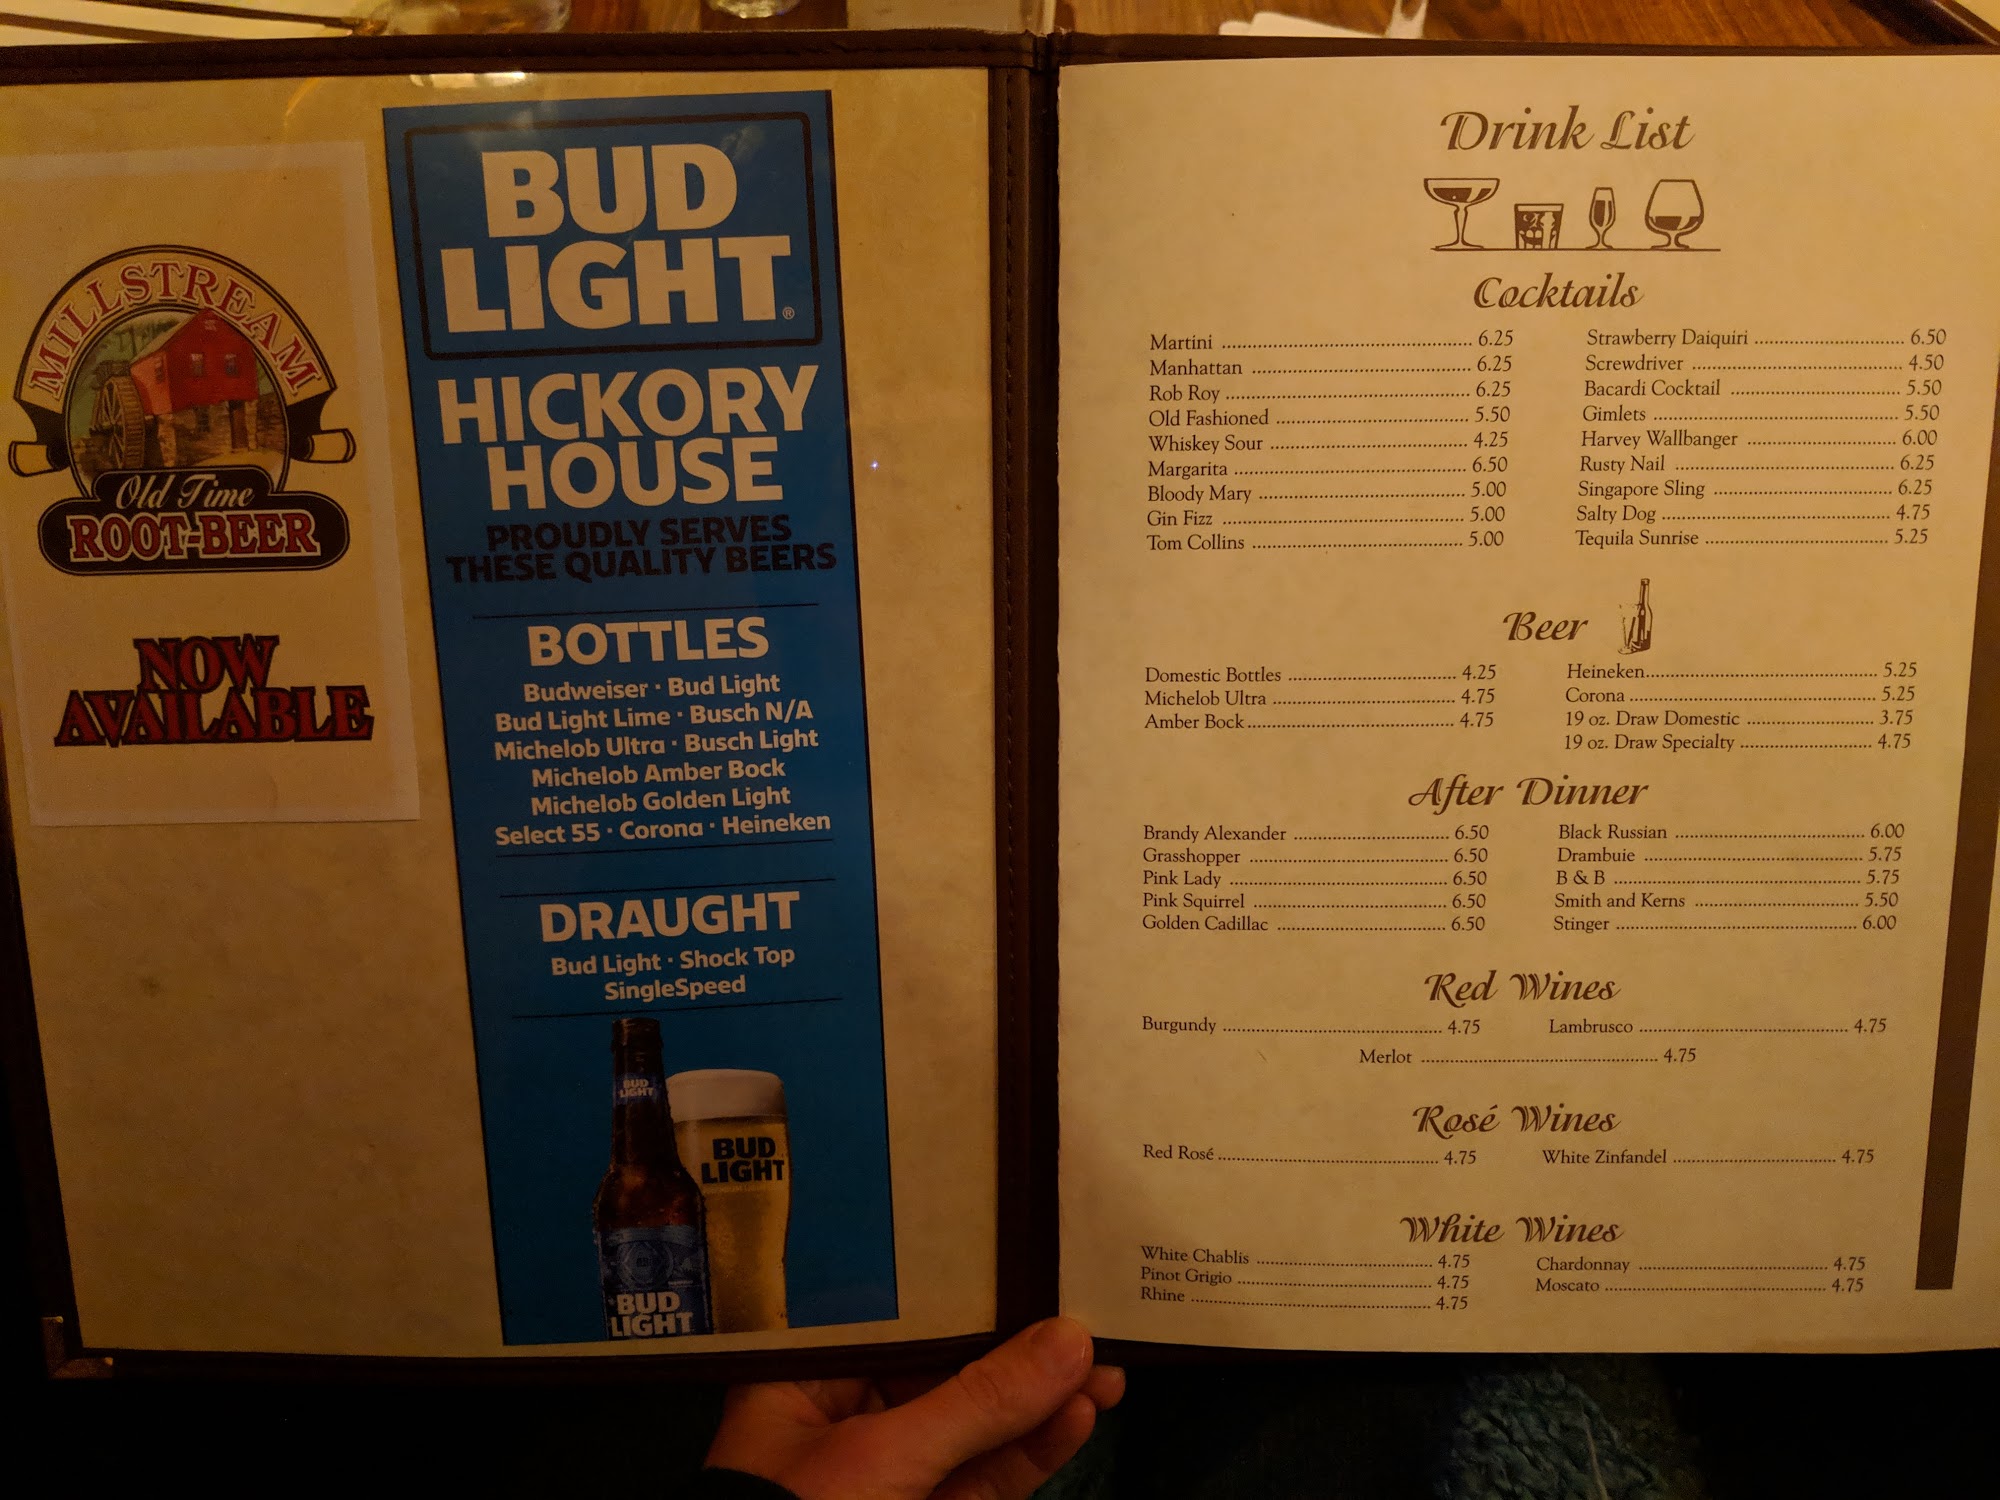 MILLSTREAM
Old Time
ROOT-BEER
NOW
AVAILABLE
BUD
LIGHT®
HICKORY
HOUSE
PROUDLY SERVES
THESE QUALITY BEERS
BOTTLES
Budweiser · Bud Light
Bud Light Lime · Busch N/A
Michelob Ultra · Busch Light
Michelob Amber Bock
Michelob Golden Light
Select 55 · Corona · Heineken
DRAUGHT
Bud Light · Shock Top
SingleSpeed
BUD
LIGHT
BUD
LIGHT
BUD
LIGHT
Drink List
Cocktails
Martini 6.25
Manhattan 6.25
Rob Roy 6.25
Old Fashioned 5.50
Whiskey Sour 4.25
Margarita 6.50
Bloody Mary 5.00
Gin Fizz 5.00
Tom Collins 5.00
Strawberry Daiquiri 6.50
Screwdriver 4.50
Bacardi Cocktail 5.50
Gimlets 5.50
Harvey Wallbanger 6.00
Rusty Nail 6.25
Singapore Sling 6.25
Salty Dog 4.75
Tequila Sunrise 5.25
Beer
Domestic Bottles 4.25
Michelob Ultra 4.75
Amber Bock 4.75
Heineken 5.25
Corona 5.25
19 oz. Draw Domestic 3.75
19 oz. Draw Specialty 4.75
After Dinner
Brandy Alexander 6.50
Grasshopper 6.50
Pink Lady 6.50
Pink Squirrel 6.50
Golden Cadillac 6.50
Black Russian 6.00
Drambuie 5.75
B & B 5.75
Smith and Kerns 5.50
Stinger 6.00
Red Wines
Burgundy 4.75
Lambrusco 4.75
Merlot 4.75
Rosé Wines
Red Rosé 4.75
White Zinfandel 4.75
White Wines
White Chablis 4.75
Pinot Grigio 4.75
Rhine 4.75
Chardonnay 4.75
Moscato 4.75